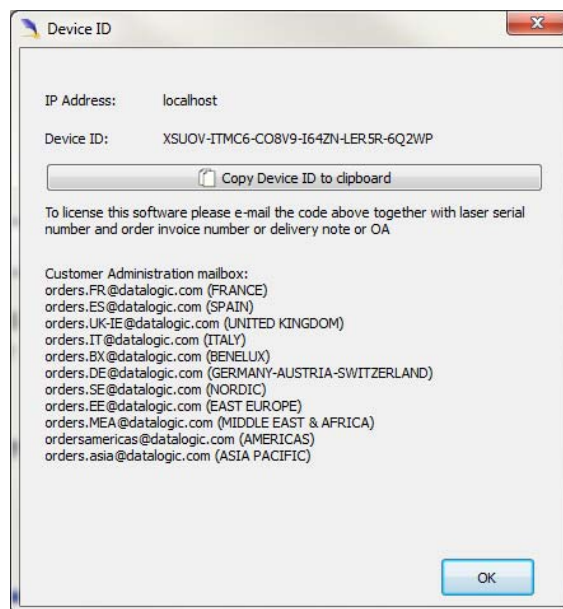 Device ID
IP Address: localhost
Device ID: XSUOV-ITMC6-CO8V9-I64ZN-LER5R-6Q2WP
Copy Device ID to clipboard
To license this software please e-mail the code above together with laser serial
number and order invoice number or delivery note or OA
Customer Administration mailbox:
orders.FR@datalogic.com (FRANCE)
orders.ES@datalogic.com (SPAIN)
orders.UK-IE@datalogic.com (UNITED KINGDOM)
orders.IT@datalogic.com (ITALY)
orders.BX@datalogic.com (BENELUX)
orders.DE@datalogic.com (GERMANY-AUSTRIA-SWITZERLAND)
orders.SE@datalogic.com (NORDIC)
orders.EE@datalogic.com (EAST EUROPE)
orders.MEA@datalogic.com (MIDDLE EAST & AFRICA)
ordersamericas@datalogic.com (AMERICAS)
orders.asia@datalogic.com (ASIA PACIFIC)
OK